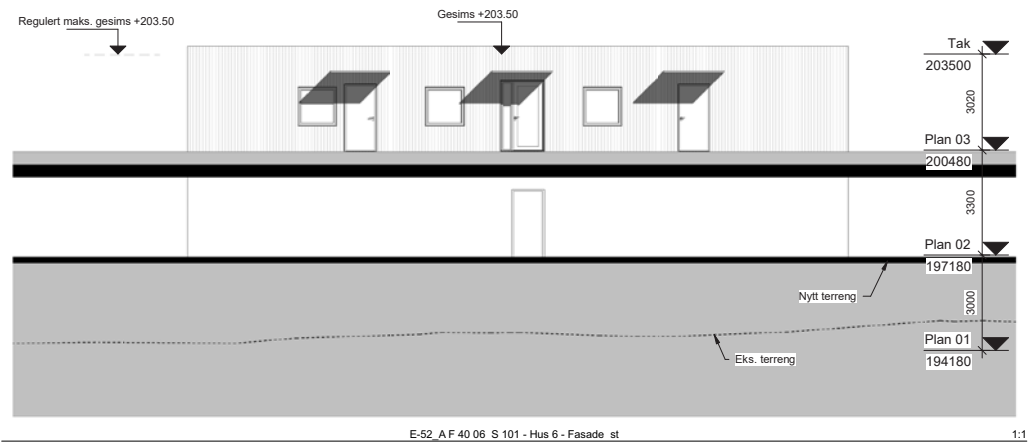 Regulert maks. gesims +203.50
Gesims +203.50
Tak
203500
3020
Plan 03
200480
3300
Plan 02
197180
Nytt terreng
3000
Plan 01
194180
Eks. terreng
E-52_A F 40 06 S 101 - Hus 6 - Fasade st
1:1